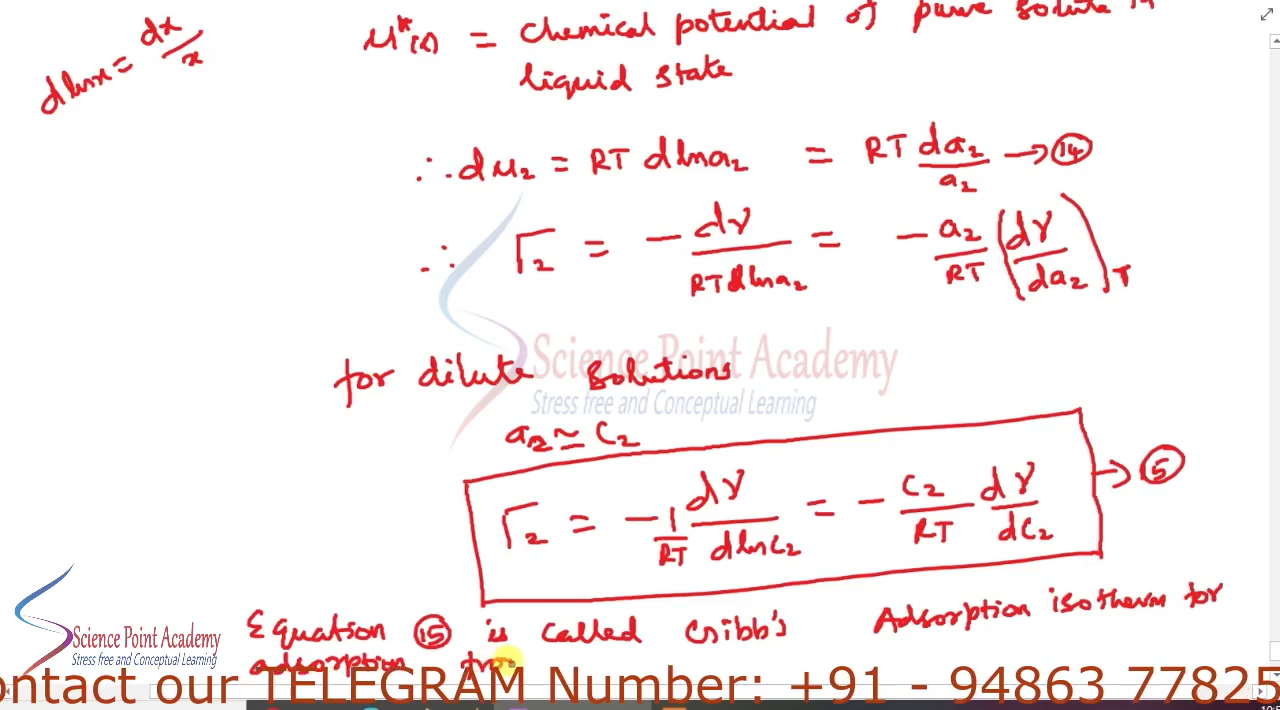 d ln x = dx/x
μ*(l) = chemical potential of pure solute in
liquid state
∴ dμ₂ = RT d ln a₂ = RT da₂/a₂ → (14)
∴ Γ₂ = - dγ/RT d ln a₂ = - a₂/RT (dγ/da₂)T
Science Point Academy
Stress free and Conceptual Learning
for dilute solutions
a₂ ≃ C₂
Γ₂ = - 1/RT dγ/d ln C₂ = - C₂/RT dγ/dC₂ → (5)
Equation (15) is called Gibb's Adsorption isotherm for
adsorption fro
Science Point Academy
Stress free and Conceptual Learning
ontact our TELEGRAM Number: +91 - 94863 77825